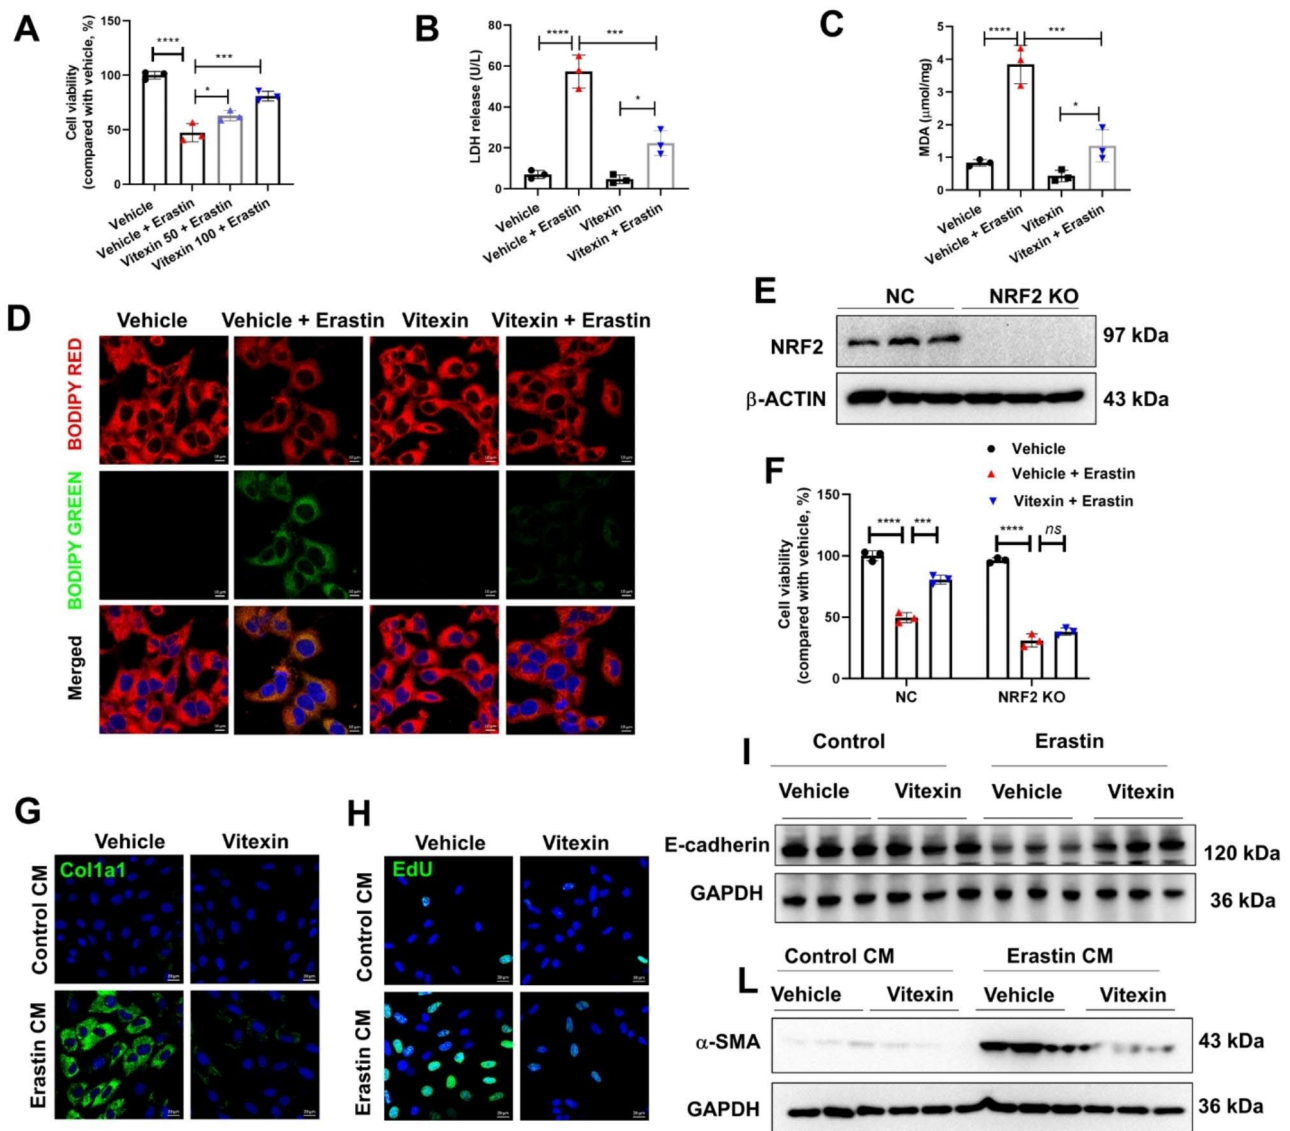 A
Cell viability
(compared with vehicle, %)
150
100
50
0
****
***
*
Vehicle
Vehicle + Erastin
Vitexin 50 + Erastin
Vitexin 100 + Erastin
B
LDH release (U/L)
80
60
40
20
0
****
***
*
Vehicle
Vehicle + Erastin
Vitexin
Vitexin + Erastin
C
MDA (μmol/mg)
5
4
3
2
1
0
****
***
*
Vehicle
Vehicle + Erastin
Vitexin
Vitexin + Erastin
D
Vehicle
Vehicle + Erastin
Vitexin
Vitexin + Erastin
BODIPY RED
BODIPY GREEN
Merged
E
NC
NRF2 KO
NRF2
97 kDa
β-ACTIN
43 kDa
F
Vehicle
Vehicle + Erastin
Vitexin + Erastin
Cell viability
(compared with vehicle, %)
150
100
50
0
****
***
****
ns
NC
NRF2 KO
G
Vehicle
Vitexin
Col1a1
Control CM
Erastin CM
H
Vehicle
Vitexin
EdU
Control CM
Erastin CM
I
Control
Erastin
Vehicle
Vitexin
Vehicle
Vitexin
E-cadherin
120 kDa
GAPDH
36 kDa
L
Control CM
Erastin CM
Vehicle
Vitexin
Vehicle
Vitexin
α-SMA
43 kDa
GAPDH
36 kDa